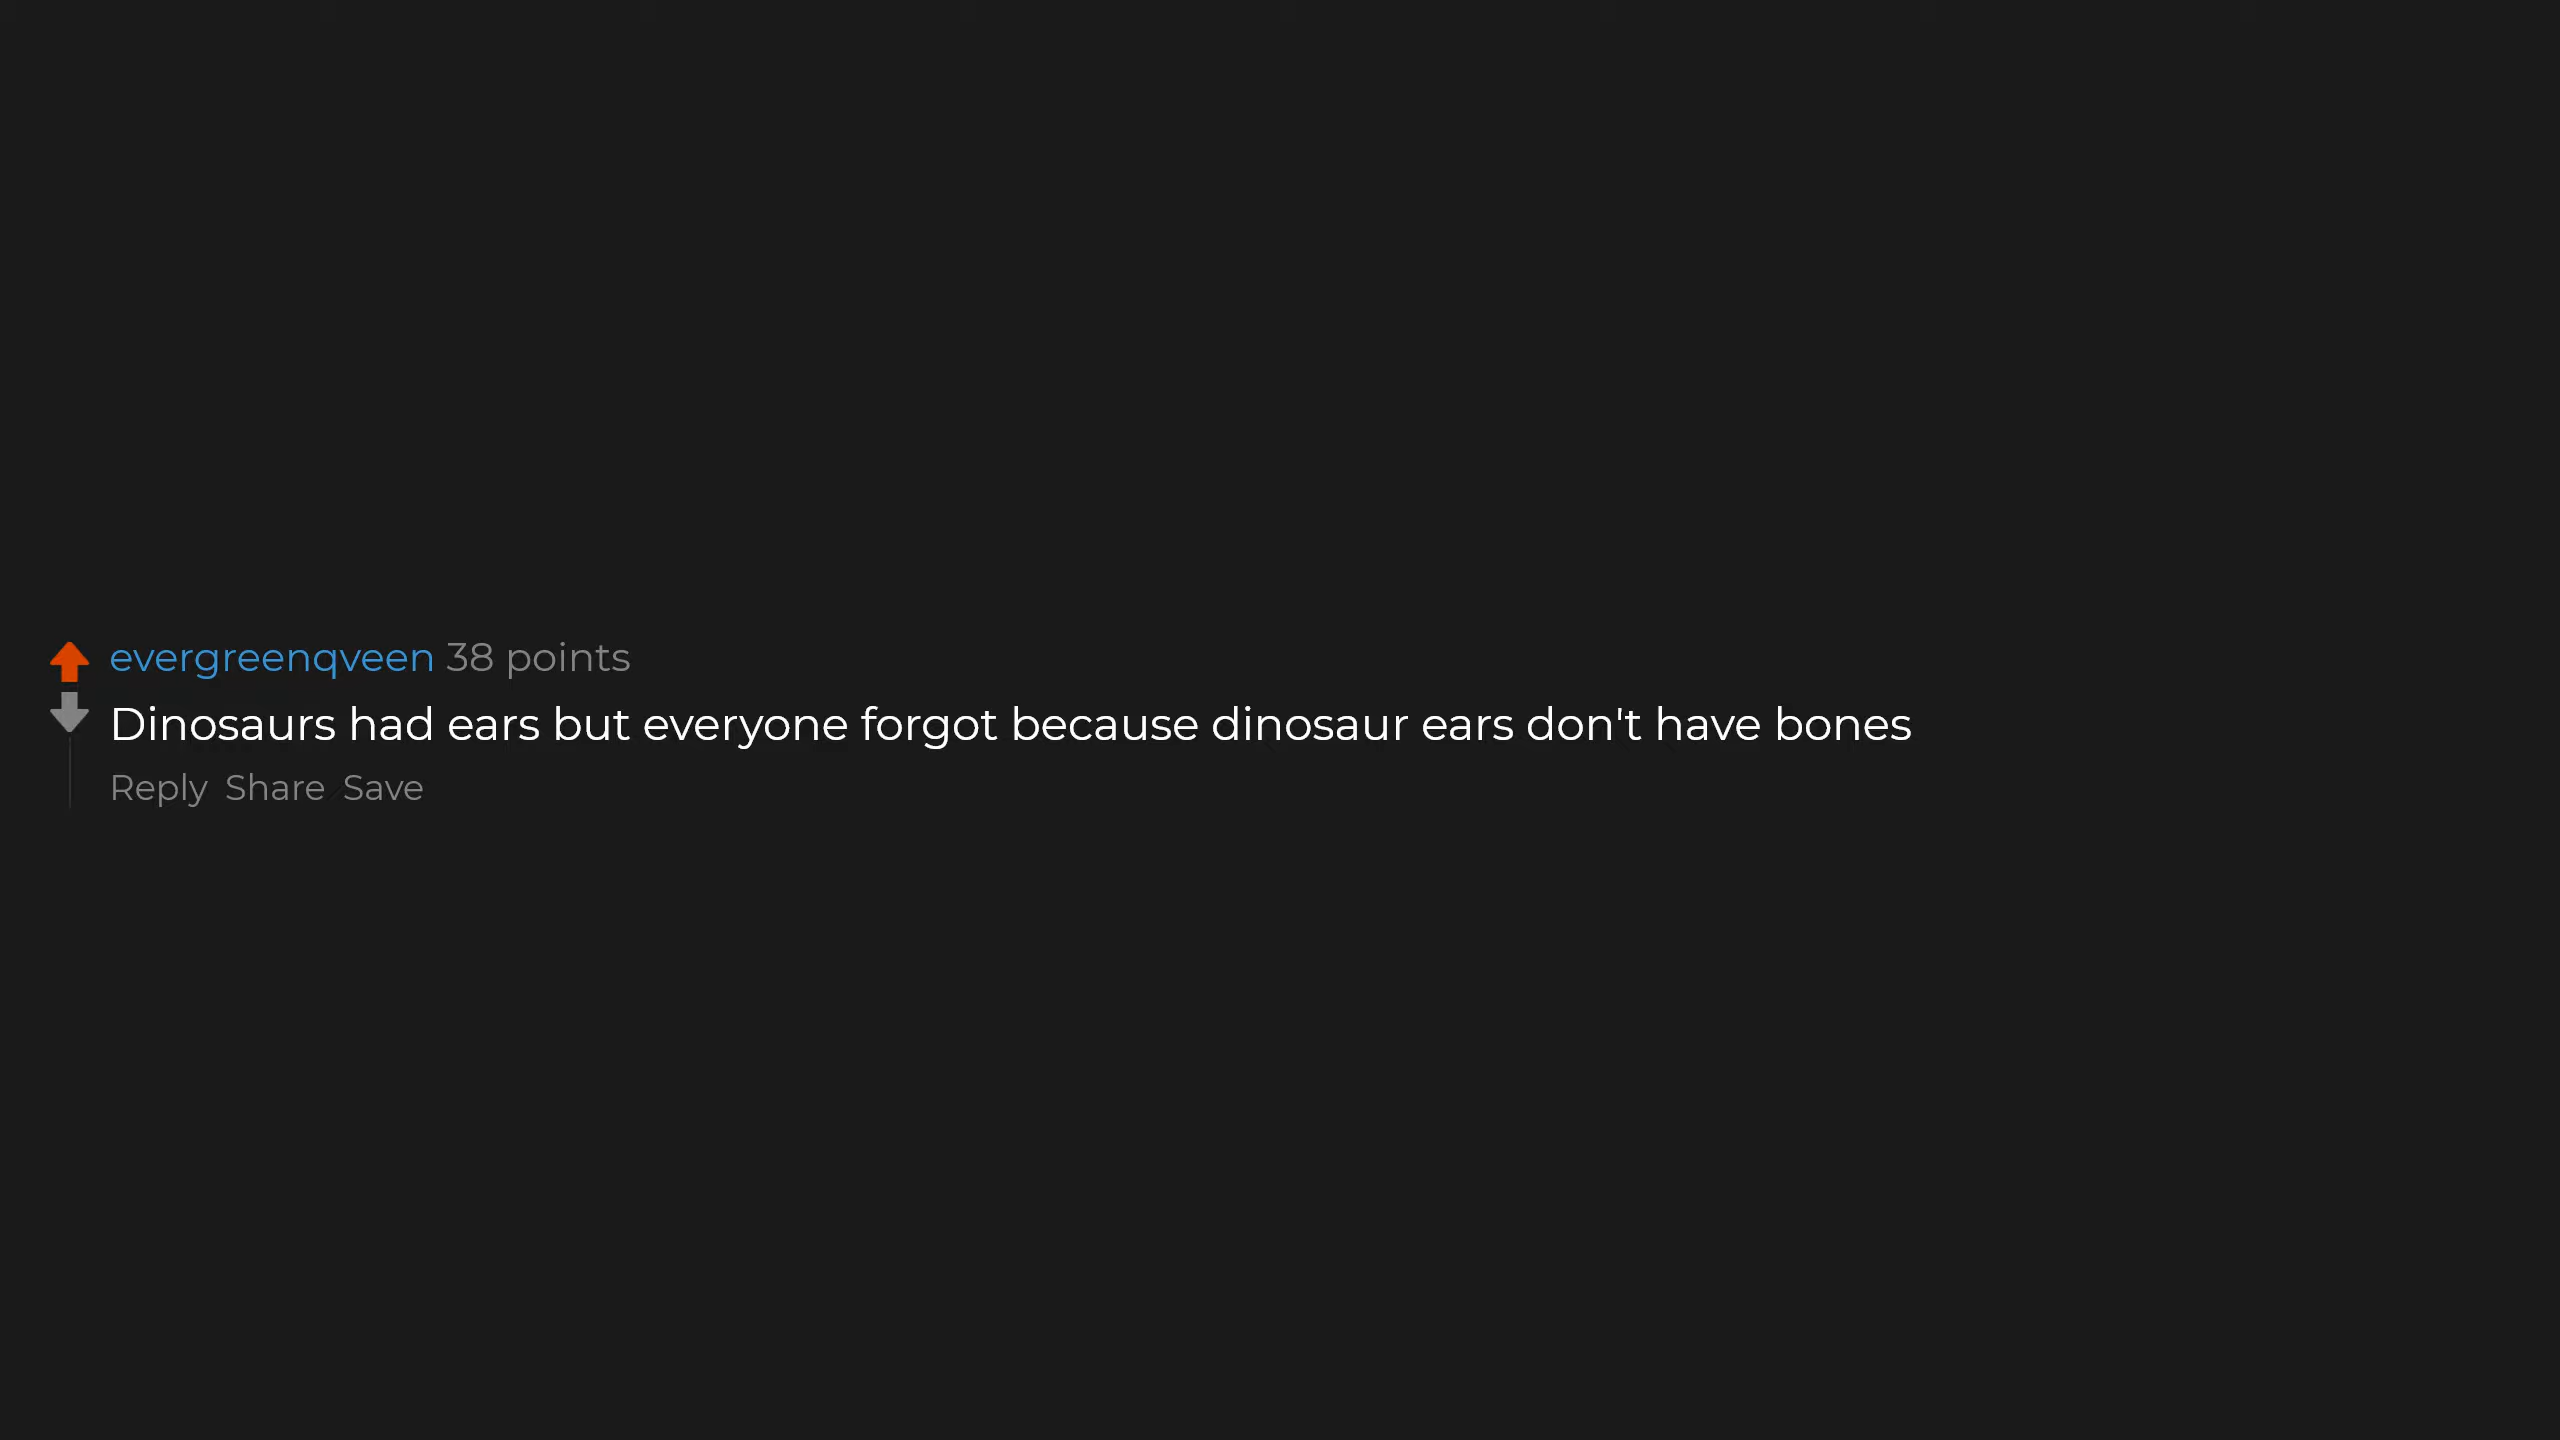 evergreenqveen 38 points
Dinosaurs had ears but everyone forgot because dinosaur ears don't have bones
Reply Share Save